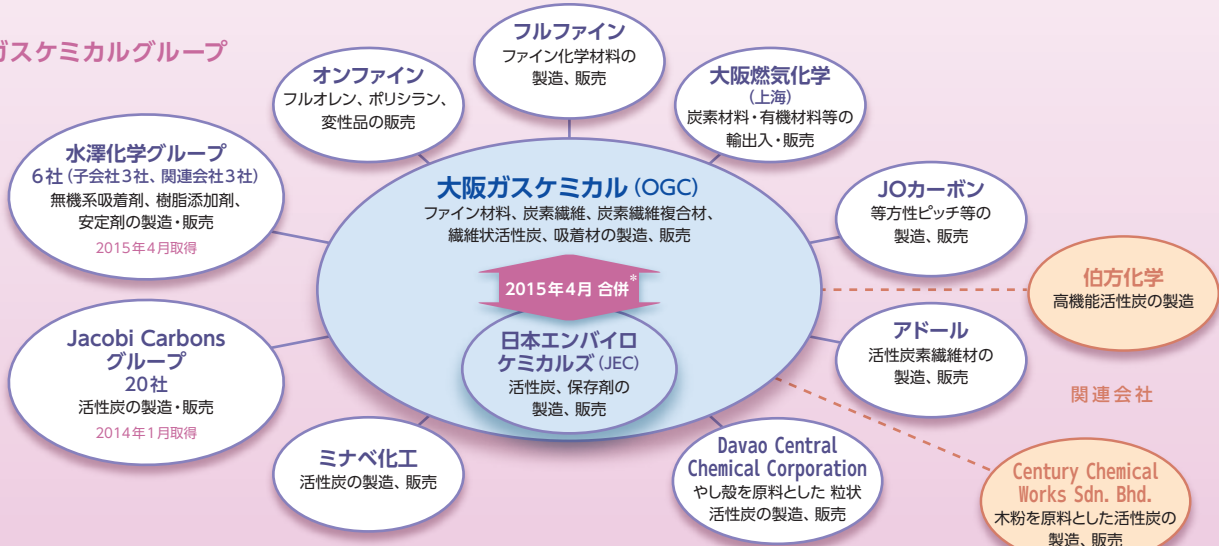 ガスケミカルグループ
フルファイン
ファイン化学材料の
製造、販売
オンファイン
フルオレン、ポリシラン、
変性品の販売
大阪燃気化学
(上海)
炭素材料・有機材料等の
輸出入・販売
水澤化学グループ
6社(子会社3社、関連会社3社)
無機系吸着剤、樹脂添加剤、
安定剤の製造・販売
2015年4月取得
大阪ガスケミカル(OGC)
ファイン材料、炭素繊維、炭素繊維複合材、
繊維状活性炭、吸着材の製造、販売
JOカーボン
等方性ピッチ等の
製造、販売
2015年4月 合併*
伯方化学
高機能活性炭の製造
Jacobi Carbons
グループ
20社
活性炭の製造・販売
2014年1月取得
日本エンバイロ
ケミカルズ(JEC)
活性炭、保存剤の
製造、販売
アドール
活性炭素繊維材の
製造、販売
関連会社
ミナベ化工
活性炭の製造、販売
Davao Central
Chemical Corporation
やし殻を原料とした 粒状
活性炭の製造、販売
Century Chemical
Works Sdn. Bhd.
木粉を原料とした活性炭の
製造、販売